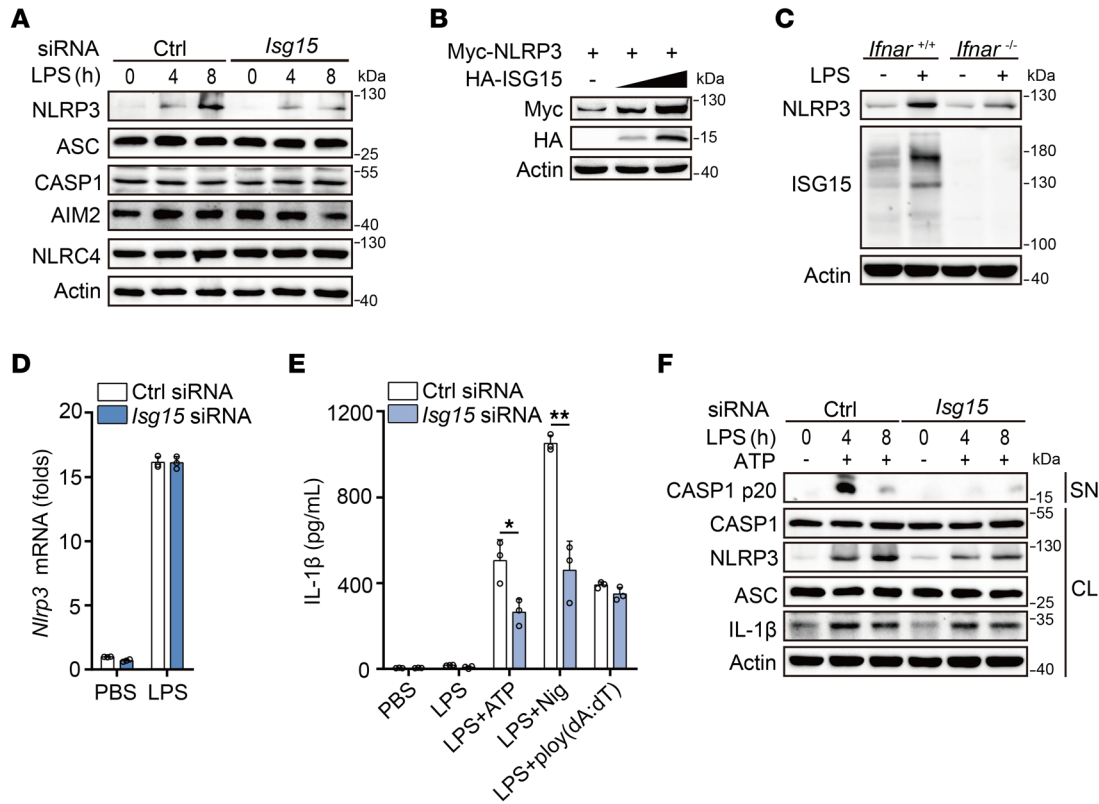 A
siRNA Ctrl Isg15
LPS (h) 0 4 8 0 4 8 kDa
NLRP3 -130
ASC -25
CASP1 -55
AIM2 -40
NLRC4 -130
Actin -40
B
Myc-NLRP3 + + +
HA-ISG15 - kDa
Myc -130
HA -15
Actin -40
C
Ifnar +/+ Ifnar -/-
LPS - + - + kDa
NLRP3 -130
ISG15 -180
-130
-100
Actin -40
D
Ctrl siRNA
Isg15 siRNA
Nlrp3 mRNA (folds)
20
15
10
5
0
PBS LPS
E
Ctrl siRNA
Isg15 siRNA
IL-1β (pg/mL)
1200
800
400
0
* **
PBS
LPS
LPS+ATP
LPS+Nig
LPS+ploy(dA:dT)
F
siRNA Ctrl Isg15
LPS (h) 0 4 8 0 4 8
ATP - + + - + + kDa
CASP1 p20 -15 SN
CASP1 -55
NLRP3 -130
ASC -25 CL
IL-1β -35
Actin -40